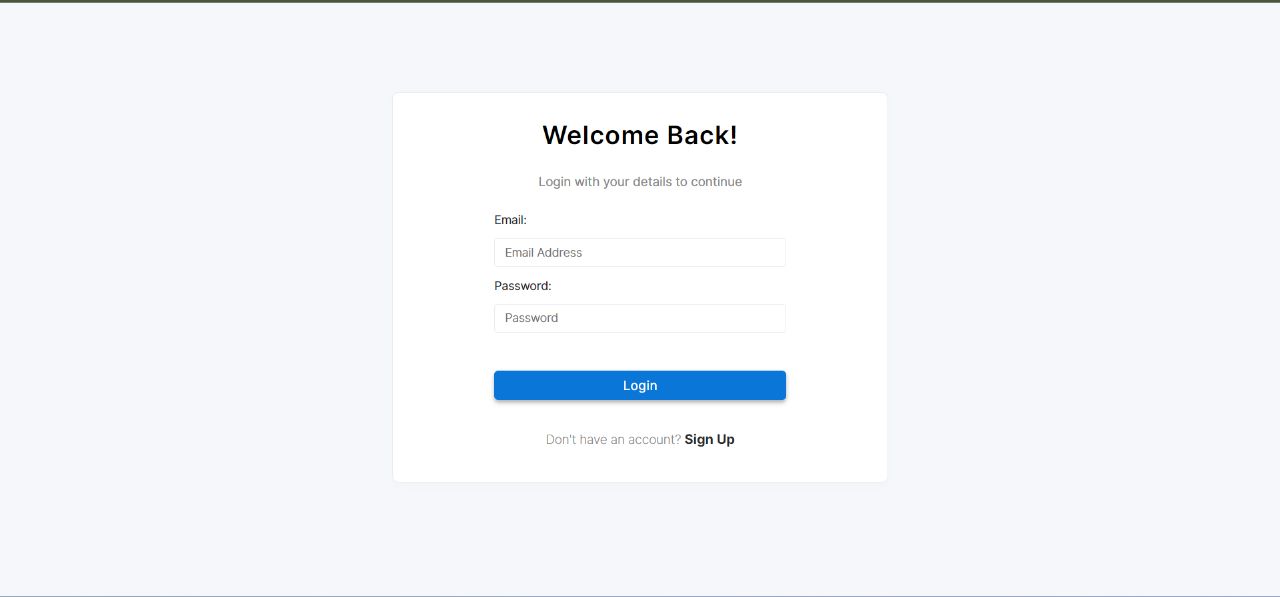 Welcome Back!
Login with your details to continue
Email:
Email Address
Password:
Password
Login
Don't have an account? Sign Up